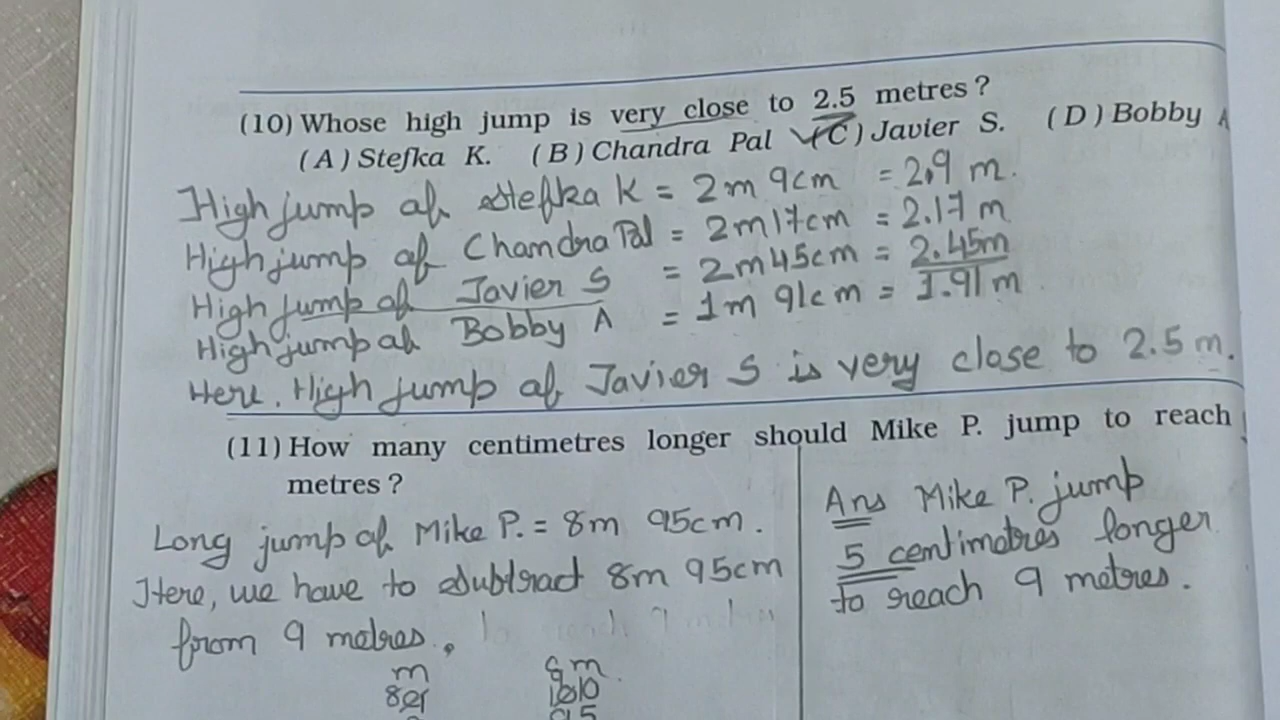 (10) Whose high jump is very close to 2.5 metres ?
(A) Stefka K. (B) Chandra Pal (C) Javier S. (D) Bobby A
High jump of Stefka K = 2m 9cm = 2.9 m.
High jump of Chandra Pal = 2m 17cm = 2.17 m
High jump of Javier S = 2m 45cm = 2.45m
High jump of Bobby A = 1m 91cm = 1.91 m
Here. High jump of Javier S is very close to 2.5 m.
(11) How many centimetres longer should Mike P. jump to reach
metres ?
Long jump of Mike P. = 8m 95cm.
Here, we have to subtract 8m 95cm
from 9 metres.
Ans Mike P. jump
5 centimetres longer
to reach 9 metres.
m